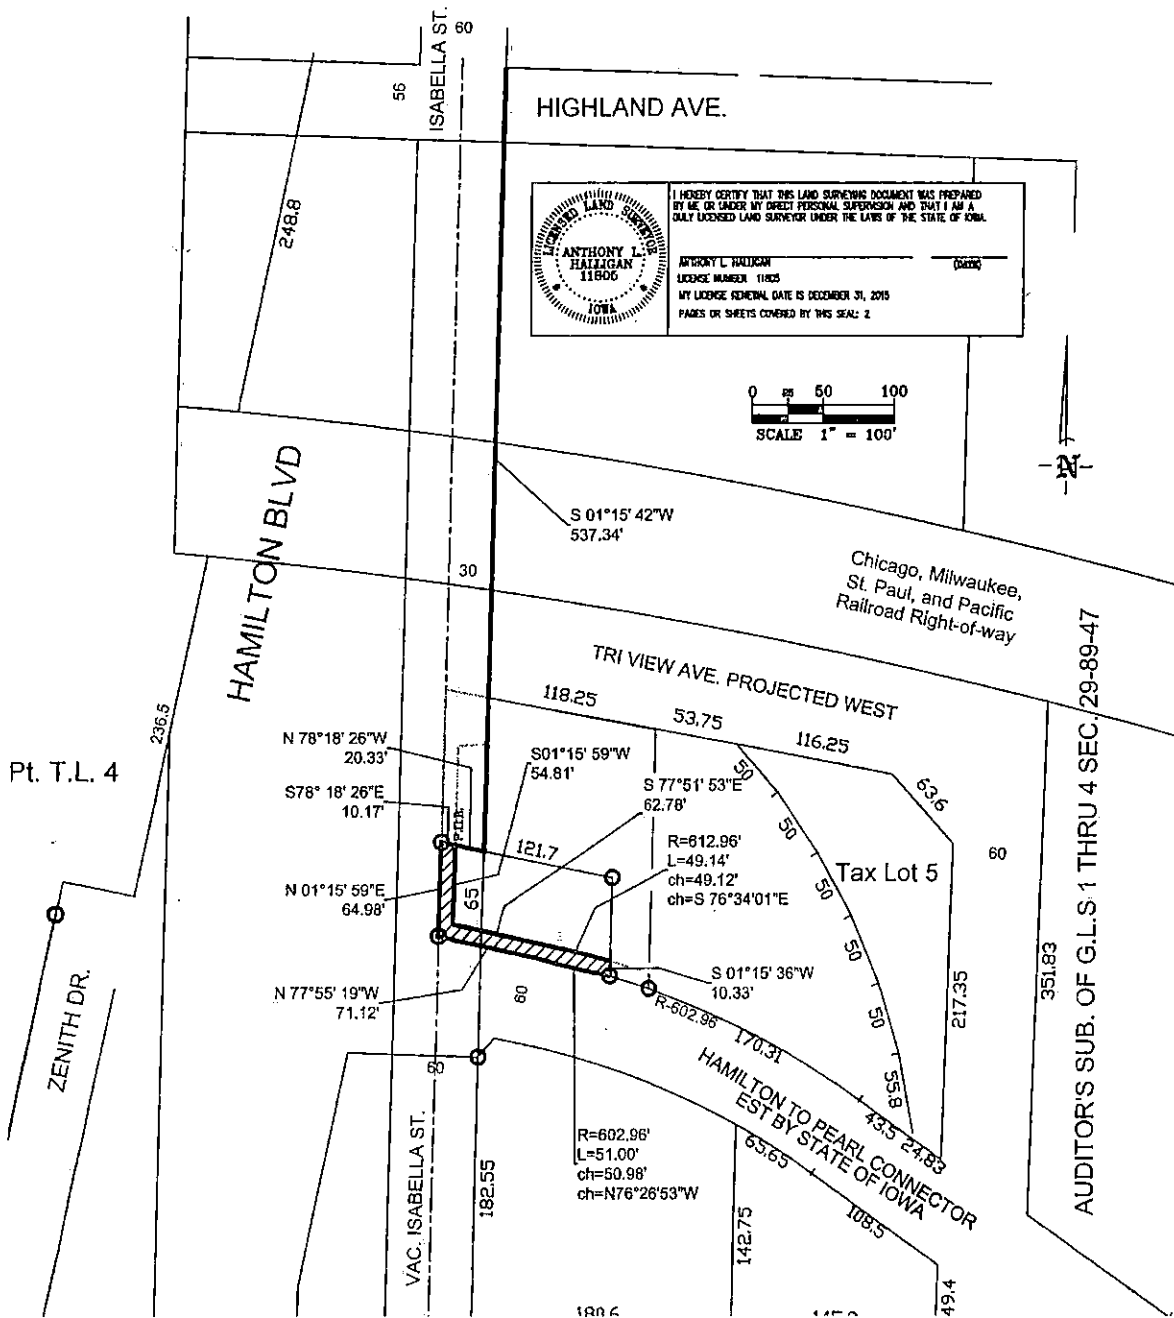 60
ISABELLA ST.
56
HIGHLAND AVE.
248.8
LICENSED LAND SURVEYOR
ANTHONY L.
HALLIGAN
11805
IOWA
I HEREBY CERTIFY THAT THIS LAND SURVEYING DOCUMENT WAS PREPARED
BY ME OR UNDER MY DIRECT PERSONAL SUPERVISION AND THAT I AM A
DULY LICENSED LAND SURVEYOR UNDER THE LAWS OF THE STATE OF IOWA.
ANTHONY L. HALLIGAN
(DATE)
LICENSE NUMBER 11805
MY LICENSE RENEWAL DATE IS DECEMBER 31, 2015
PAGES OR SHEETS COVERED BY THIS SEAL: 2
0 25 50 100
SCALE 1" = 100'
N
HAMILTON BLVD
S 01°15' 42"W
537.34'
30
Chicago, Milwaukee,
St. Paul, and Pacific
Railroad Right-of-way
TRI VIEW AVE. PROJECTED WEST
118.25
53.75
116.25
63.6
236.5
Pt. T.L. 4
N 78°18' 26"W
20.33'
S78° 18' 26"E
10.17'
P.O.B.
S01°15' 59"W
54.81'
S 77°51' 53"E
62.78'
R=612.96'
L=49.14'
ch=49.12'
ch=S 76°34'01"E
121.7
65
50
50
50
50
50
55.8
Tax Lot 5
60
N 01°15' 59"E
64.98'
N 77°55' 19"W
71.12'
60
S 01°15' 36"W
10.33'
R-602.96
170.31
43.5
24.83
217.35
351.83
AUDITOR'S SUB. OF G.L.S 1 THRU 4 SEC. 29-89-47
ZENITH DR.
60
VAC. ISABELLA ST.
182.55
HAMILTON TO PEARL CONNECTOR
EST BY STATE OF IOWA
R=602.96'
L=51.00'
ch=50.98'
ch=N76°26'53"W
65.65
108.5
142.75
49.4
180.6